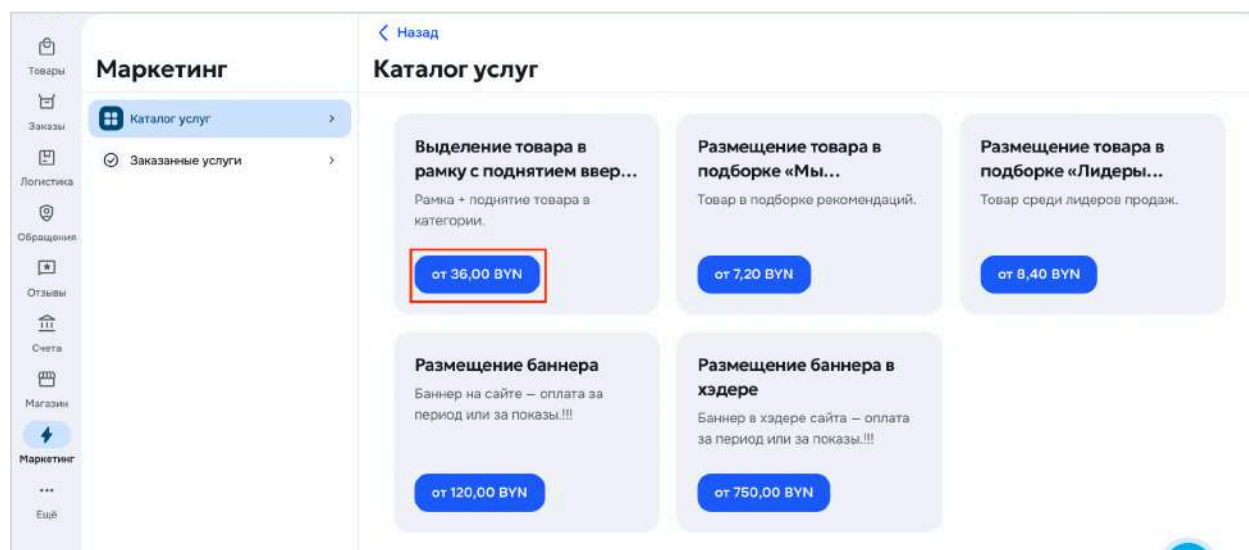 Товары
Заказы
Логистика
Обращения
Отзывы
Счета
Магазин
Маркетинг
Ещё
Маркетинг
Каталог услуг
Заказанные услуги
Назад
Каталог услуг
Выделение товара в
рамку с поднятием ввер...
Рамка + поднятие товара в
категории.
от 36,00 BYN
Размещение товара в
подборке «Мы...
Товар в подборке рекомендаций.
от 7,20 BYN
Размещение товара в
подборке «Лидеры...
Товар среди лидеров продаж.
от 8,40 BYN
Размещение баннера
Баннер на сайте — оплата за
период или за показы.!!!
от 120,00 BYN
Размещение баннера в
хэдере
Баннер в хэдере сайта — оплата
за период или за показы.!!!
от 750,00 BYN